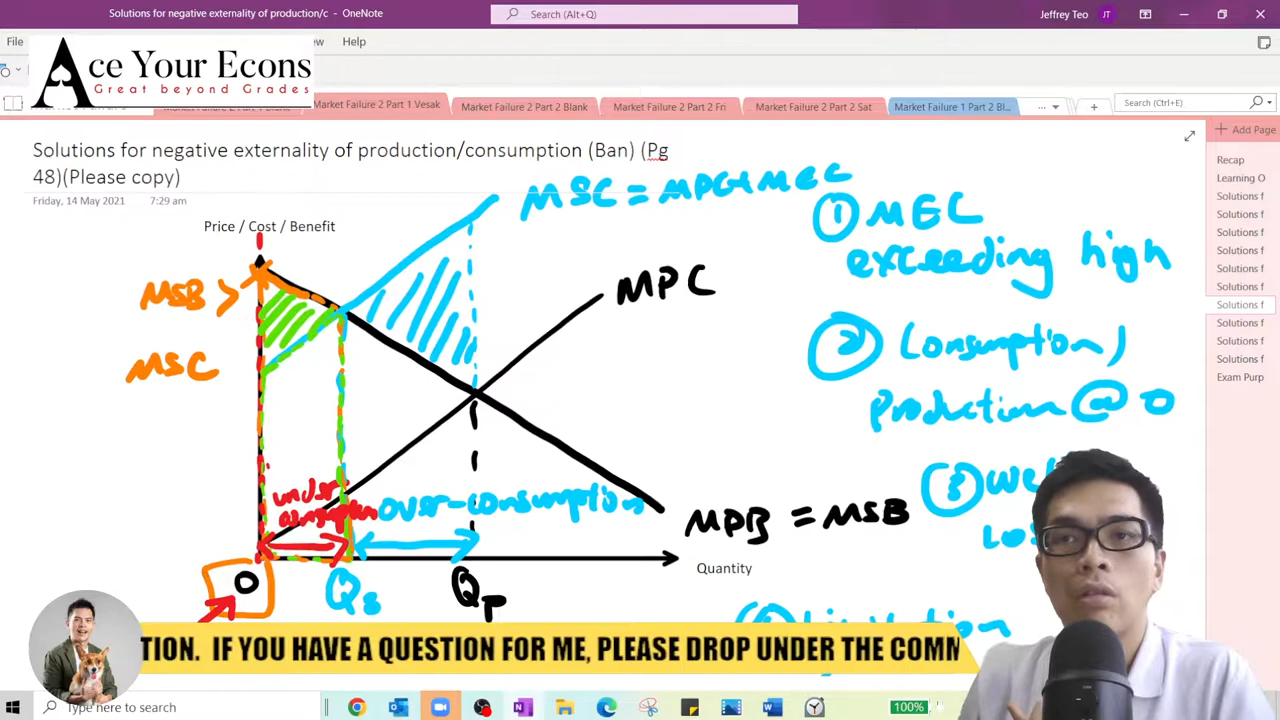 Solutions for negative externality of production/c - OneNote
Search (Alt+Q)
Jeffrey Teo
JT
File
Help
Ace Your Econs
Great beyond Grades
Market Failure 2 Part 1 Vesak
Market Failure 2 Part 2 Blank
Market Failure 2 Part 2 Fri
Market Failure 2 Part 2 Sat
Market Failure 1 Part 2 Bl...
Search (Ctrl+E)
Add Page
Recap
Learning O
Solutions f
Solutions f
Solutions f
Solutions f
Solutions f
Solutions f
Solutions f
Solutions f
Solutions f
Solutions f
Exam Purp
Solutions for negative externality of production/consumption (Ban) (Pg
48)(Please copy)
Friday, 14 May 2021
7:29 am
Price / Cost / Benefit
MSC = MPC+MEC
MSB >
MSC
MPC
under
consumption
over-consumption
MPB = MSB
Quantity
0
Qs
Qp
① MEC
exceeding high
② Consumption/
production @ 0
③
TION. IF YOU HAVE A QUESTION FOR ME, PLEASE DROP UNDER THE COMM
Type here to search
100%